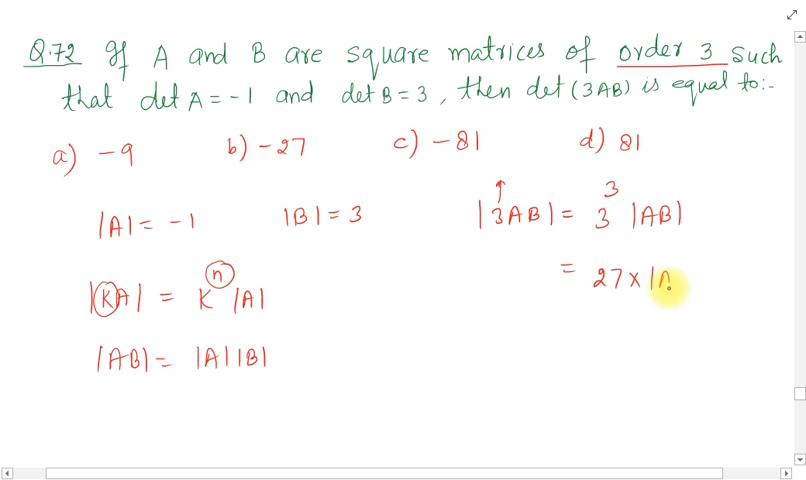 Q.72 If A and B are square matrices of order 3 such
that det A = -1 and det B = 3, then det (3AB) is equal to:-
a) -9 b) -27 c) -81 d) 81
|A| = -1 |B| = 3 |3AB| = 3³ |AB|
|KA| = Kⁿ |A| = 27 × |A
|AB| = |A||B|